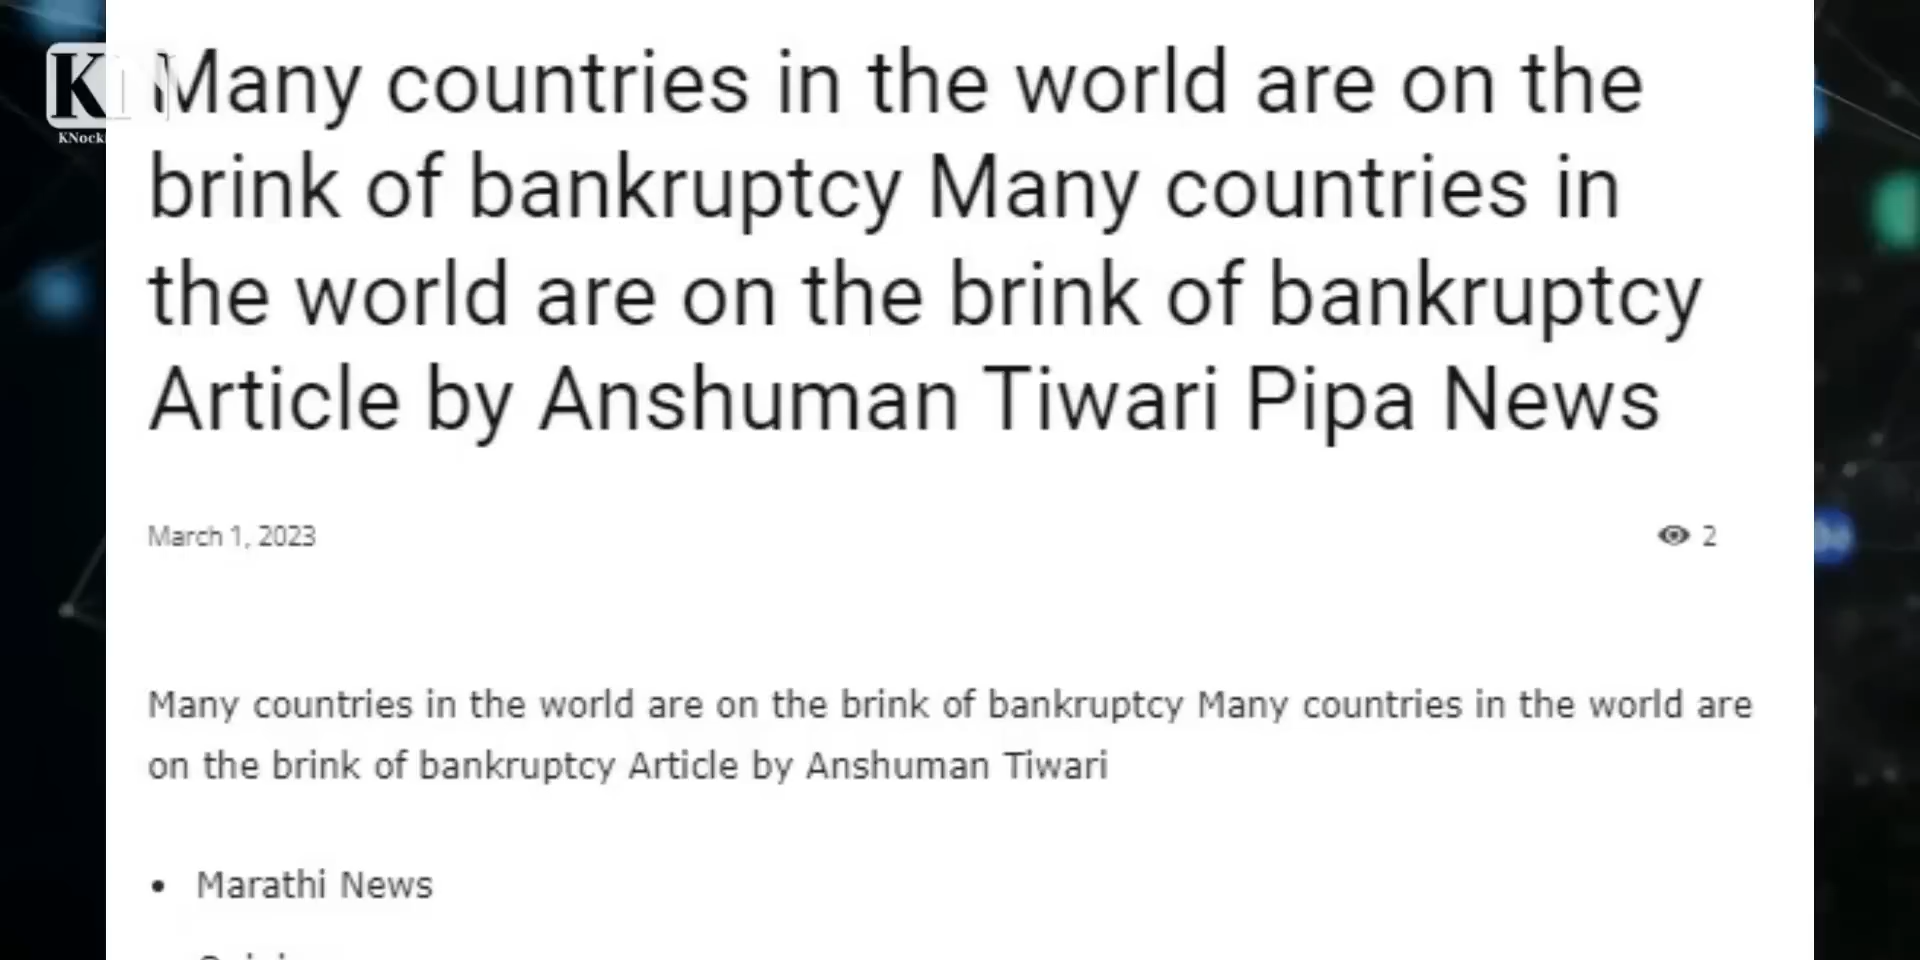 KN
Many countries in the world are on the
brink of bankruptcy Many countries in
the world are on the brink of bankruptcy
Article by Anshuman Tiwari Pipa News
March 1, 2023
2
Many countries in the world are on the brink of bankruptcy Many countries in the world are
on the brink of bankruptcy Article by Anshuman Tiwari
• Marathi News